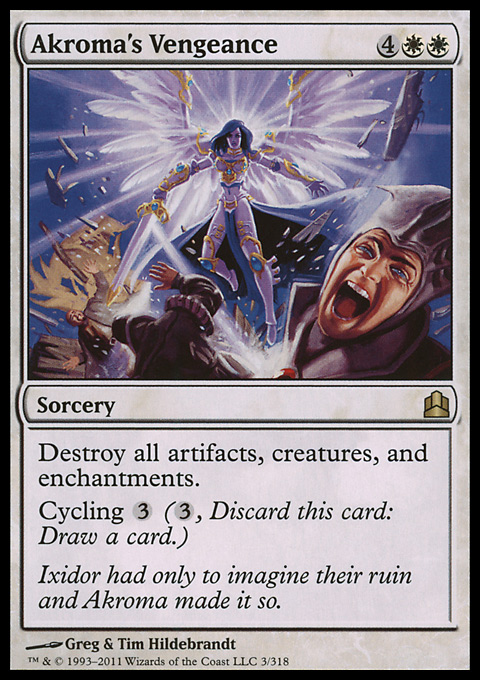 Akroma's Vengeance 4
Sorcery
Destroy all artifacts, creatures, and
enchantments.
Cycling 3 (3, Discard this card:
Draw a card.)
Ixidor had only to imagine their ruin
and Akroma made it so.
Greg & Tim Hildebrandt
™ & © 1993–2011 Wizards of the Coast LLC 3/318